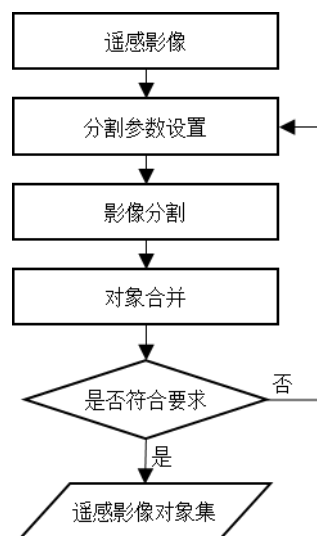 遥感影像
分割参数设置
影像分割
对象合并
是否符合要求
否
是
遥感影像对象集